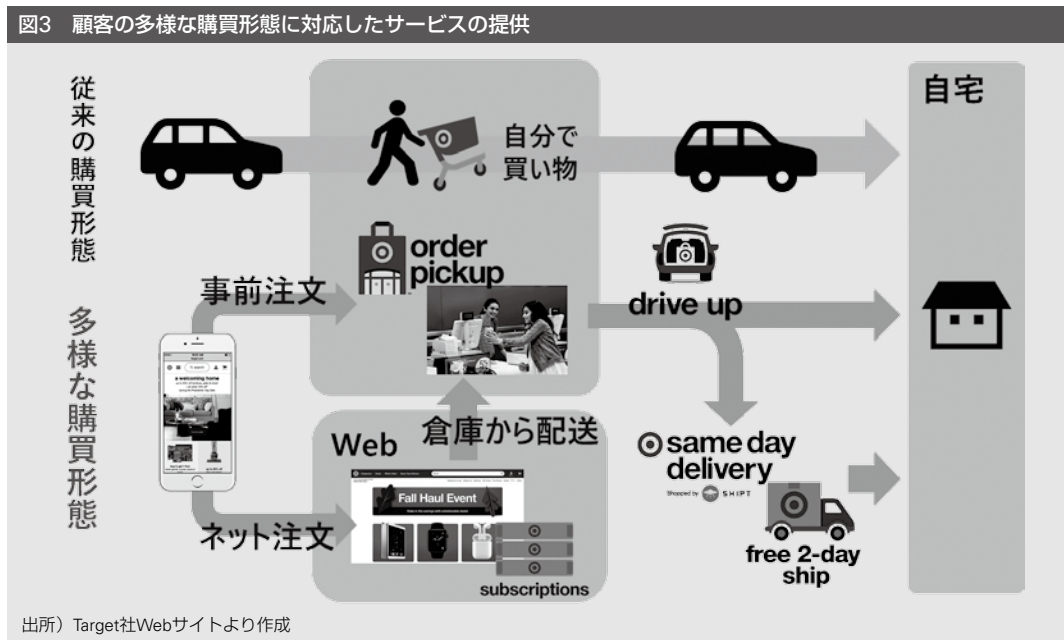 図3 顧客の多様な購買形態に対応したサービスの提供
従来の購買形態
自分で
買い物
自宅
order
pickup
事前注文
drive up
多様な購買形態
search
a welcoming home
Web
倉庫から配送
Fall Haul Event
ネット注文
subscriptions
same day
delivery
Shopped by SHIPT
free 2-day
ship
出所）Target社Webサイトより作成